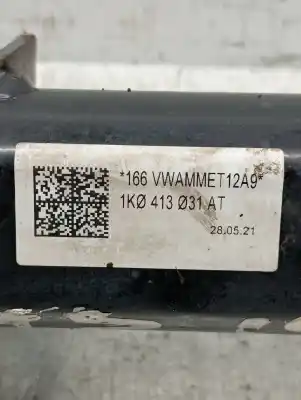 *166 VWAMMET12A9*
1KØ 413 Ø31 AT
28.05.21